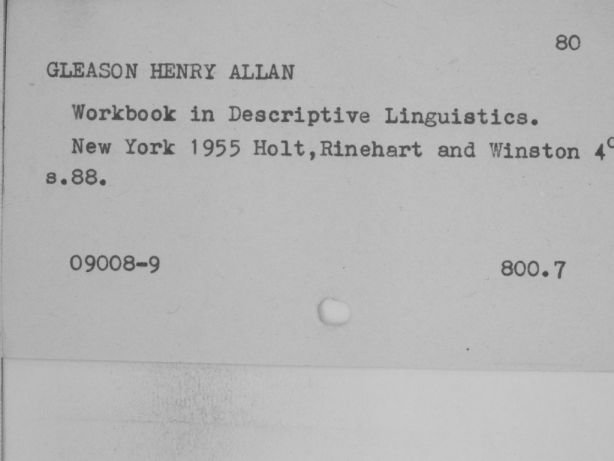 80
GLEASON HENRY ALLAN
Workbook in Descriptive Linguistics.
New York 1955 Holt,Rinehart and Winston 4°
s.88.
09008-9
800.7